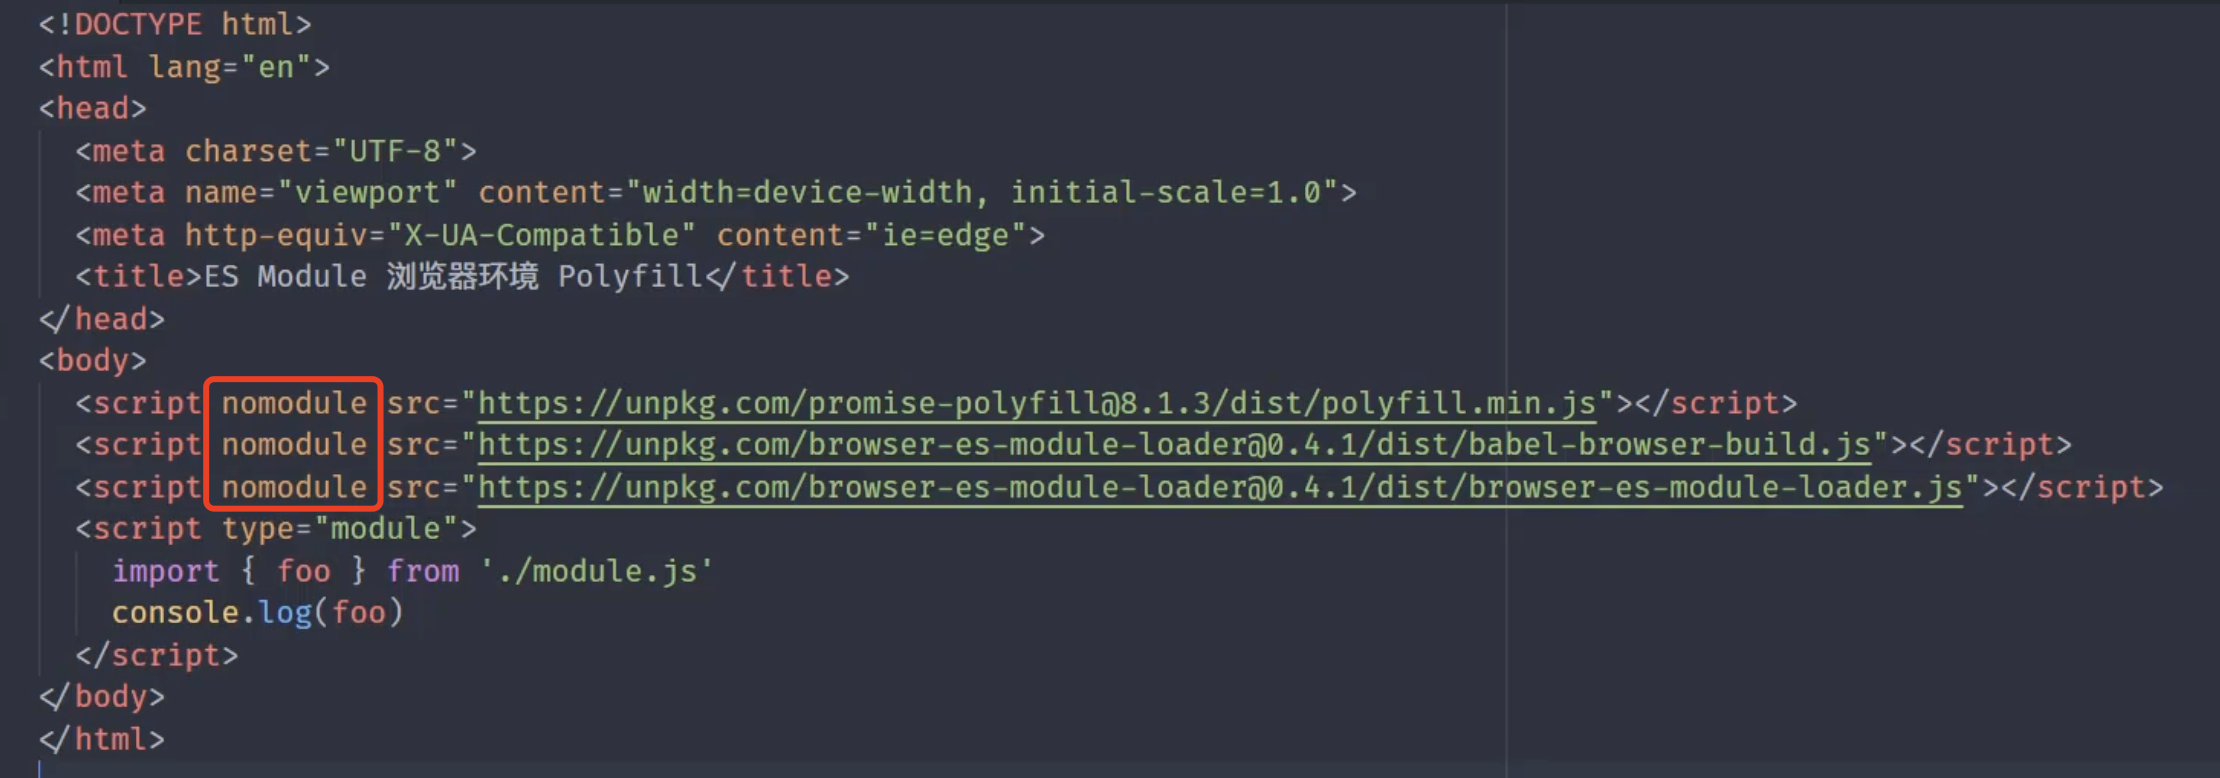 <!DOCTYPE html>
<html lang="en">
<head>
  <meta charset="UTF-8">
  <meta name="viewport" content="width=device-width, initial-scale=1.0">
  <meta http-equiv="X-UA-Compatible" content="ie=edge">
  <title>ES Module 浏览器环境 Polyfill</title>
</head>
<body>
  <script nomodule src="https://unpkg.com/promise-polyfill@8.1.3/dist/polyfill.min.js"></script>
  <script nomodule src="https://unpkg.com/browser-es-module-loader@0.4.1/dist/babel-browser-build.js"></script>
  <script nomodule src="https://unpkg.com/browser-es-module-loader@0.4.1/dist/browser-es-module-loader.js"></script>
  <script type="module">
    import { foo } from './module.js'
    console.log(foo)
  </script>
</body>
</html>